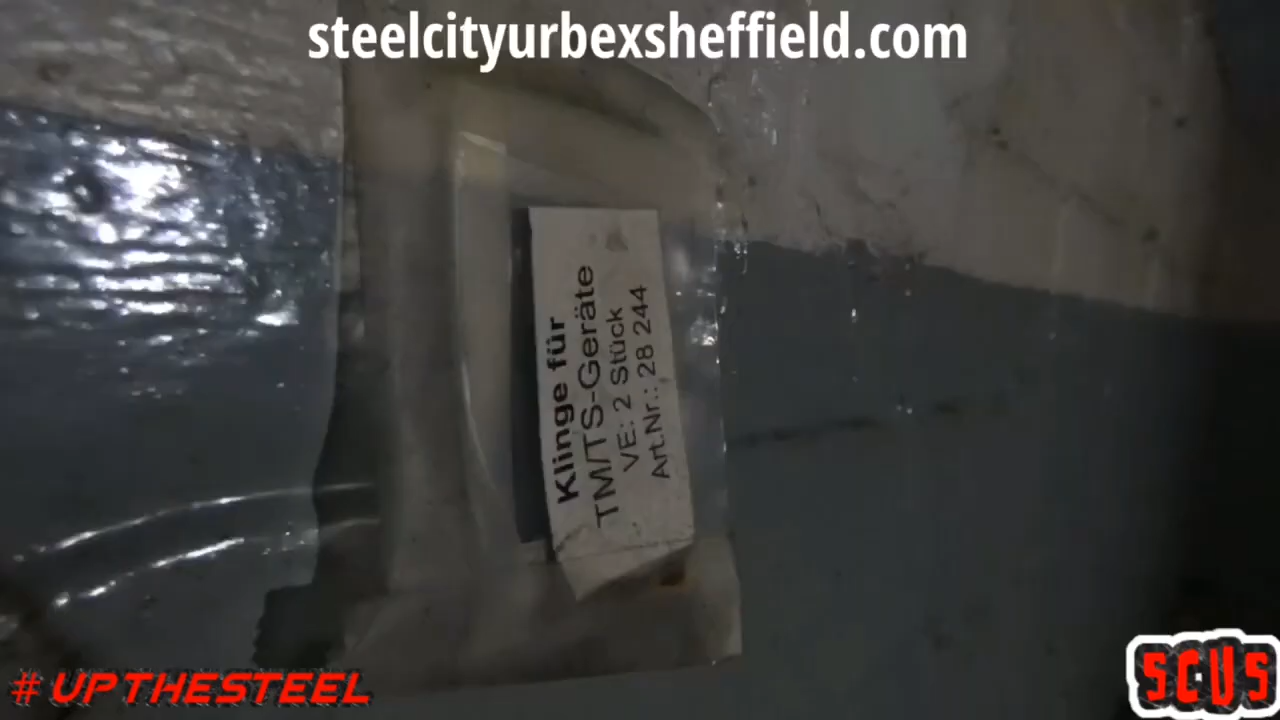 steelcityurbexsheffield.com
Klinge für
TM/TS-Geräte
VE: 2 Stück
Art.Nr.: 28 244
# UPTHESTEEL
SCUS